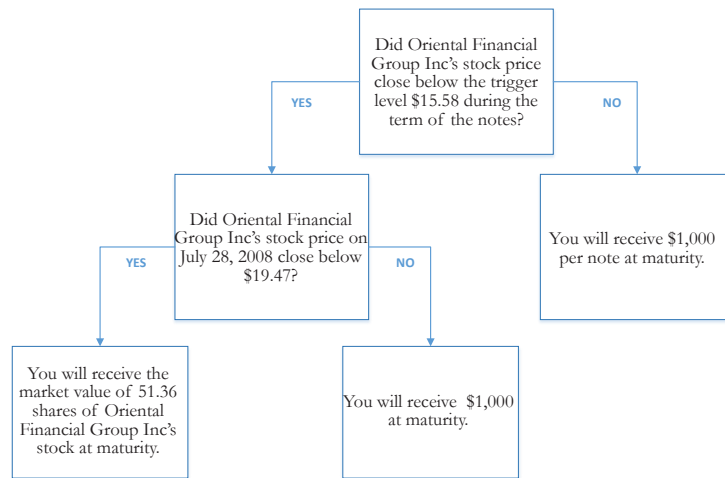 Did Oriental Financial
Group Inc's stock price
close below the trigger
level $15.58 during the
term of the notes?
YES
NO
Did Oriental Financial
Group Inc's stock price on
July 28, 2008 close below
$19.47?
You will receive $1,000
per note at maturity.
YES
NO
You will receive the
market value of 51.36
shares of Oriental
Financial Group Inc's
stock at maturity.
You will receive $1,000
at maturity.